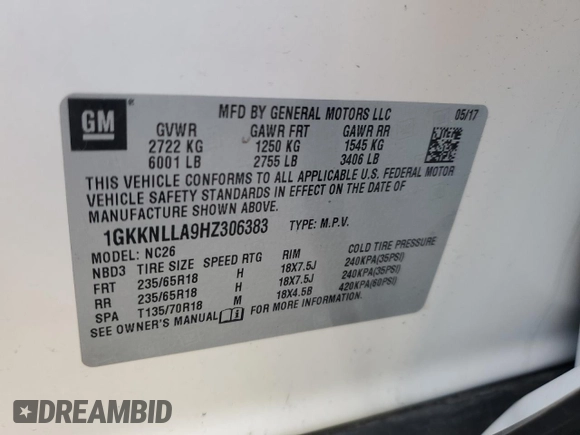 GM
MFD BY GENERAL MOTORS LLC 05/17
GVWR GAWR FRT GAWR RR
2722 KG 1250 KG 1545 KG
6001 LB 2755 LB 3406 LB
THIS VEHICLE CONFORMS TO ALL APPLICABLE U.S. FEDERAL MOTOR
VEHICLE SAFETY STANDARDS IN EFFECT ON THE DATE OF
MANUFACTURE SHOWN ABOVE.
1GKKNLLA9HZ306383 TYPE: M.P.V.
MODEL: NC26
NBD3 TIRE SIZE SPEED RTG RIM COLD TIRE PRESSURE
FRT 235/65R18 H 18X7.5J 240KPA(35PSI)
RR 235/65R18 H 18X7.5J 240KPA(35PSI)
SPA T135/70R18 M 18X4.5B 420KPA(60PSI)
SEE OWNER'S MANUAL FOR MORE INFORMATION.
DREAMBID